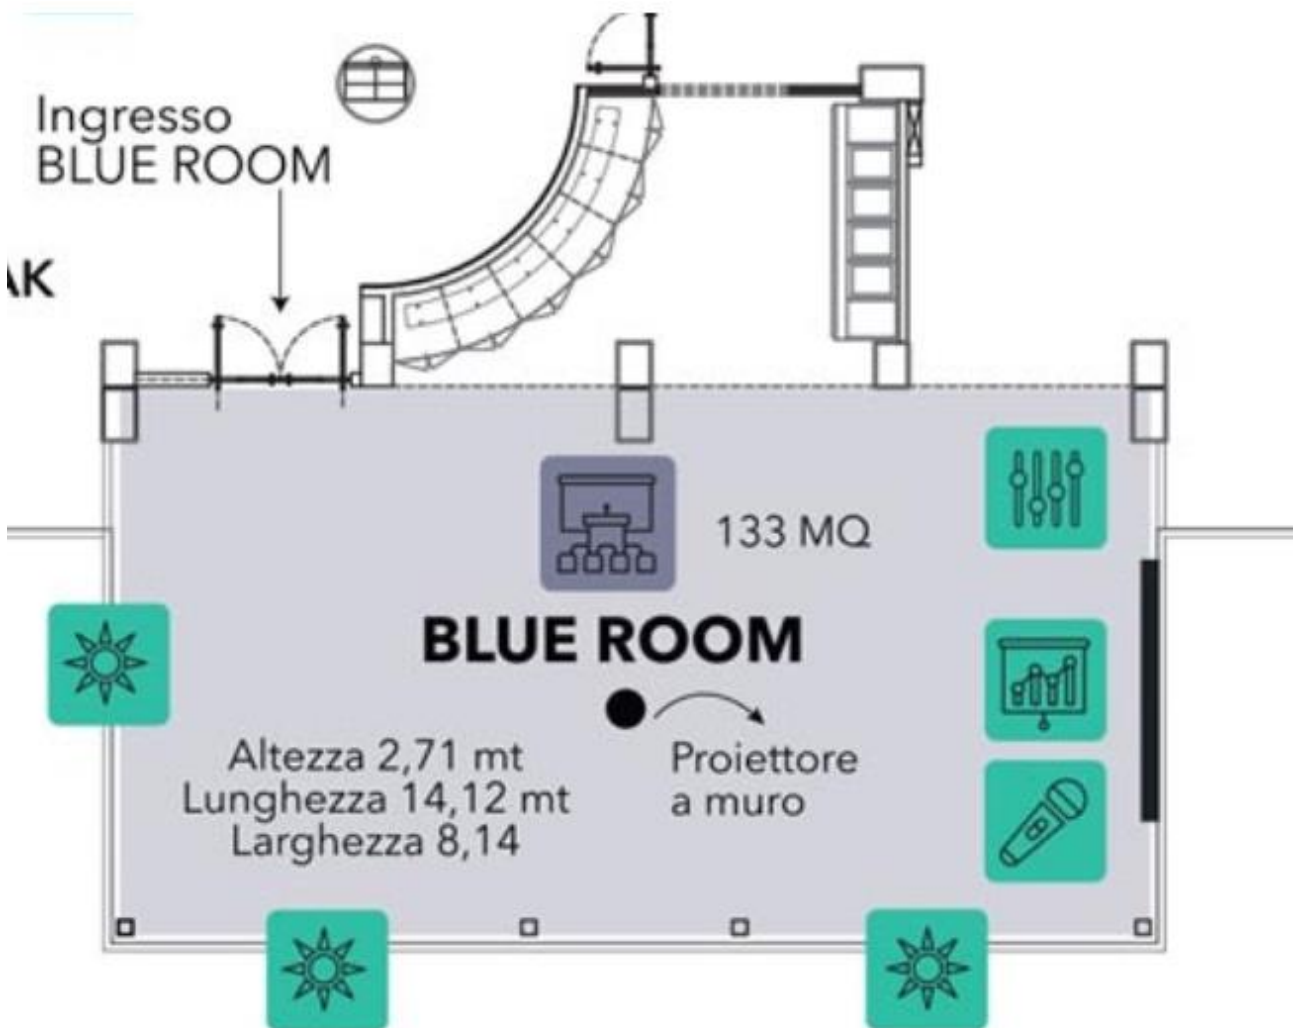 Ingresso
BLUE ROOM
AK
133 MQ
BLUE ROOM
Altezza 2,71 mt
Lunghezza 14,12 mt
Larghezza 8,14
Proiettore
a muro